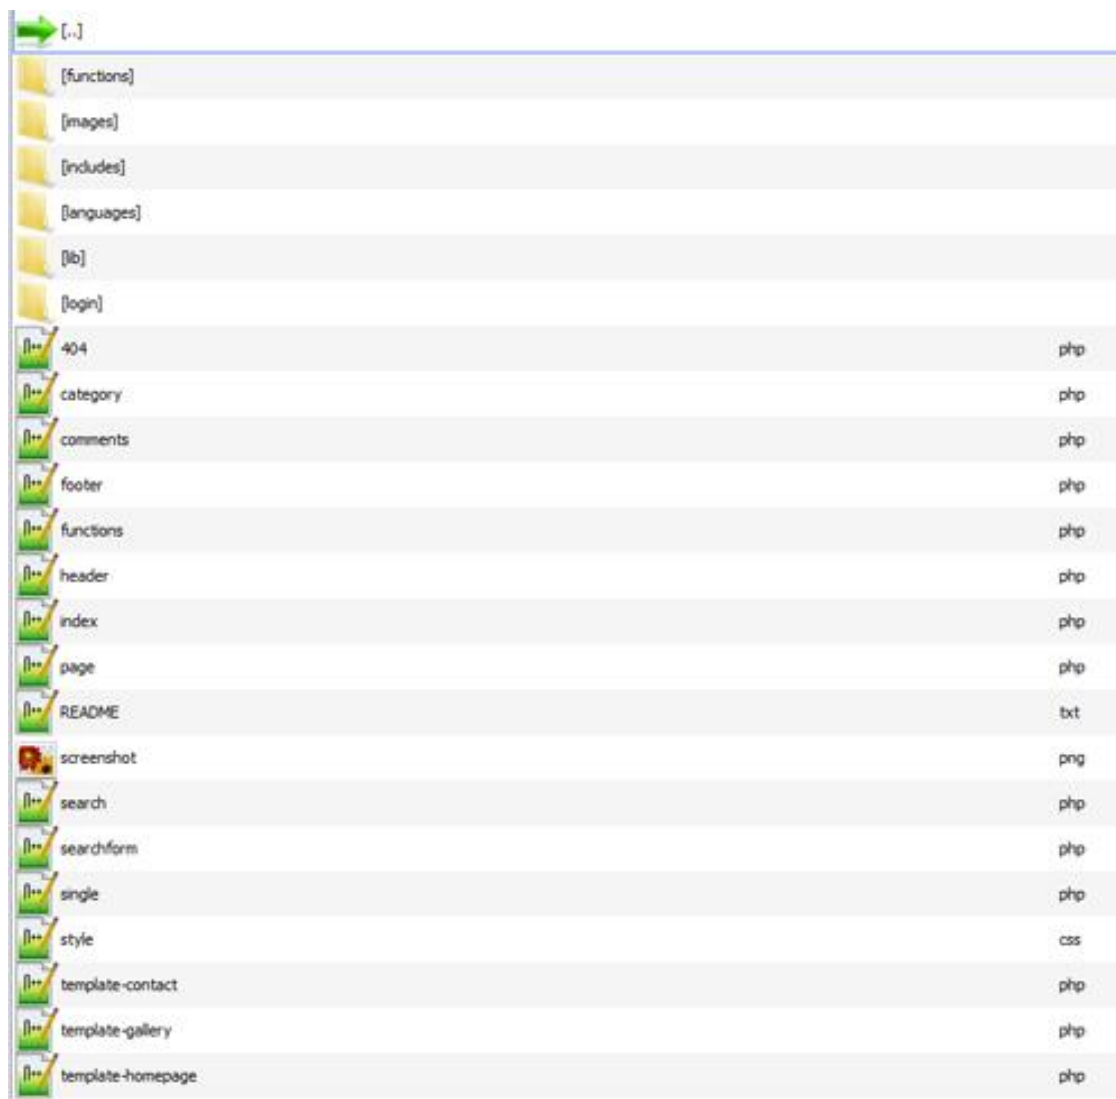 [..]
[functions]
[images]
[includes]
[languages]
[lib]
[login]
404 php
category php
comments php
footer php
functions php
header php
index php
page php
README txt
screenshot png
search php
searchform php
single php
style css
template-contact php
template-gallery php
template-homepage php